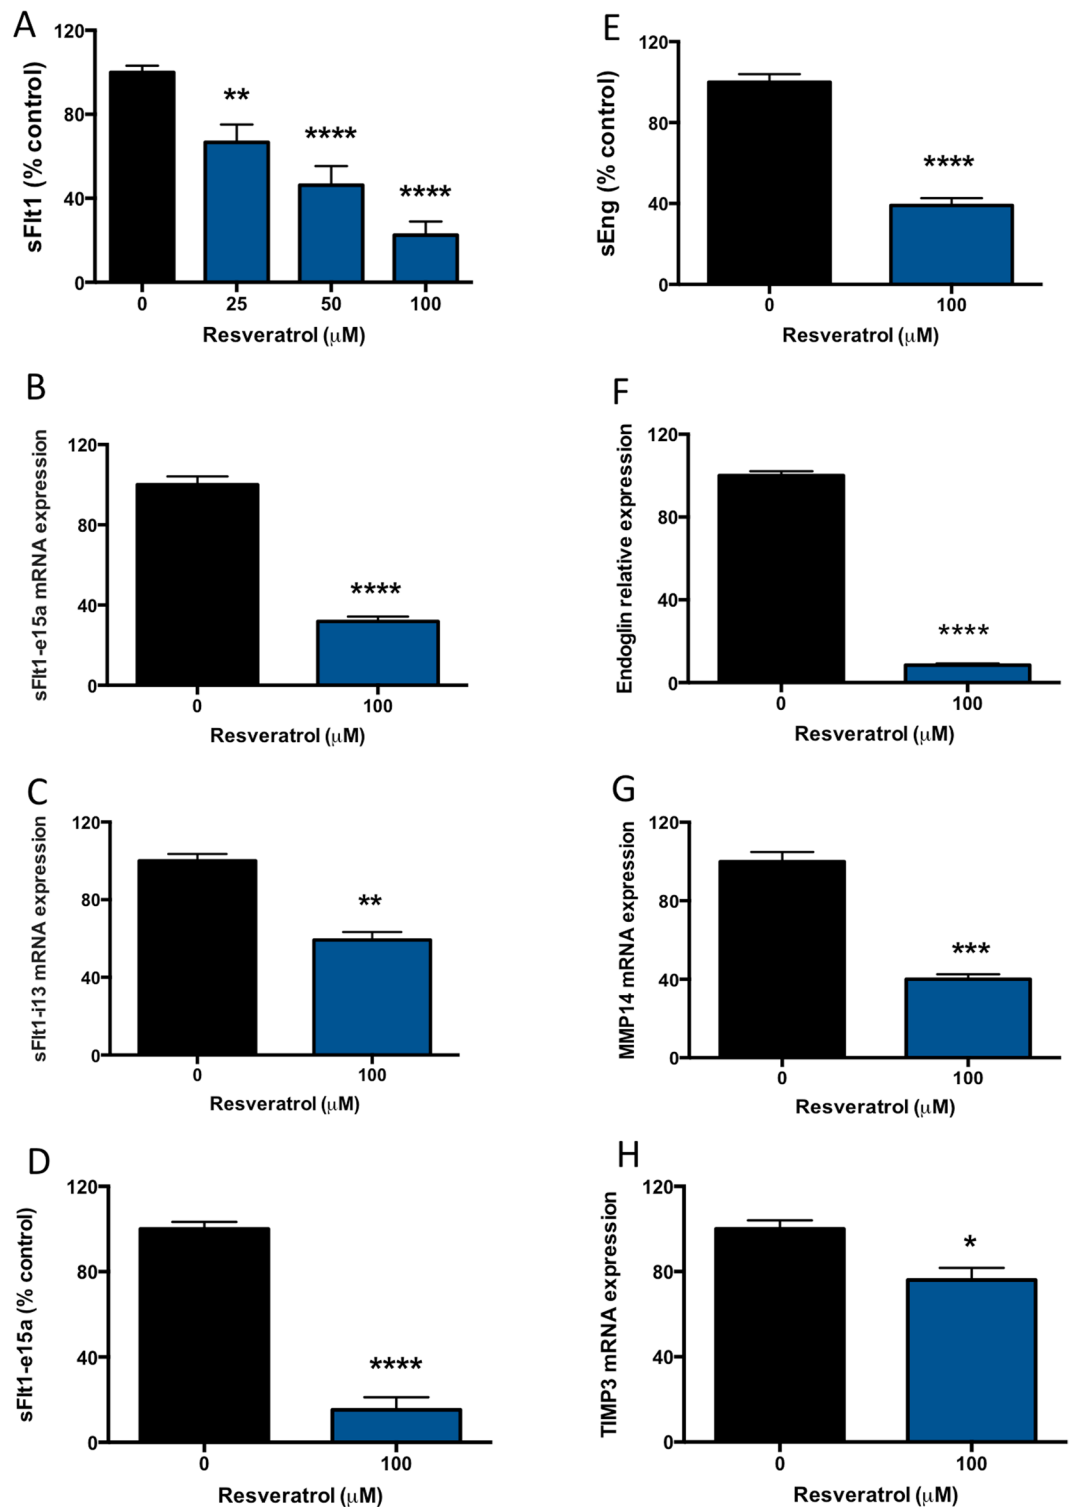 A
sFlt1 (% control)
120
80
40
0
**
****
****
0 25 50 100
Resveratrol (μM)
B
sFlt1-e15a mRNA expression
120
80
40
0
****
0 100
Resveratrol (μM)
C
sFlt1-i13 mRNA expression
120
80
40
0
**
0 100
Resveratrol (μM)
D
sFlt1-e15a (% control)
120
80
40
0
****
0 100
Resveratrol (μM)
E
sEng (% control)
120
80
40
0
****
0 100
Resveratrol (μM)
F
Endoglin relative expression
120
80
40
0
****
0 100
Resveratrol (μM)
G
MMP14 mRNA expression
120
80
40
0
***
0 100
Resveratrol (μM)
H
TIMP3 mRNA expression
120
80
40
0
*
0 100
Resveratrol (μM)